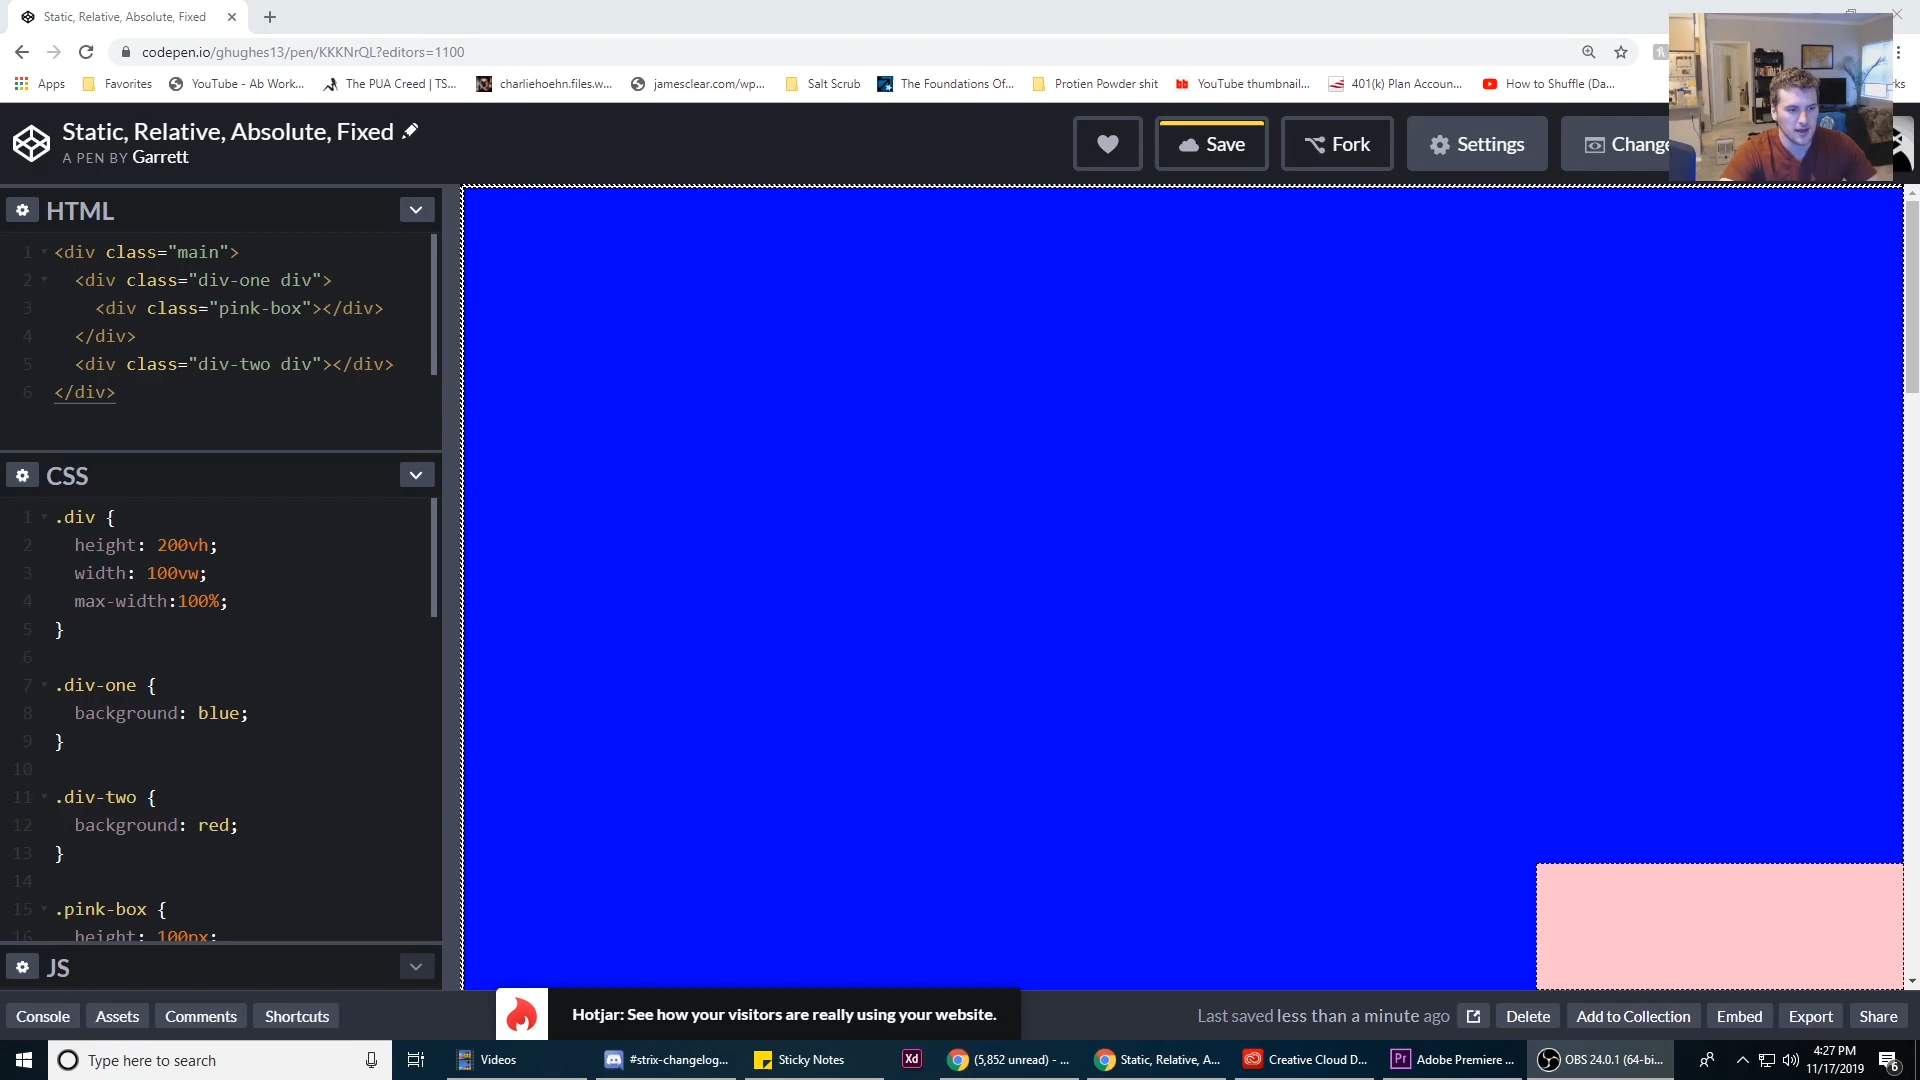 Static, Relative, Absolute, Fixed
codepen.io/ghughes13/pen/KKKNrQL?editors=1100
Apps Favorites YouTube - Ab Work... The PUA Creed | TS... charliehoehn.files.w... jamesclear.com/wp... Salt Scrub The Foundations Of... Protien Powder shit YouTube thumbnail... 401(k) Plan Accoun... How to Shuffle (Da...
Static, Relative, Absolute, Fixed
A PEN BY Garrett
Save Fork Settings Change
HTML
1 <div class="main">
2 <div class="div-one div">
3 <div class="pink-box"></div>
4 </div>
5 <div class="div-two div"></div>
6 </div>
CSS
1 .div {
2 height: 200vh;
3 width: 100vw;
4 max-width:100%;
5 }
6
7 .div-one {
8 background: blue;
9 }
10
11 .div-two {
12 background: red;
13 }
14
15 .pink-box {
16 height: 100px;
JS
Console Assets Comments Shortcuts
Hotjar: See how your visitors are really using your website.
Last saved less than a minute ago Delete Add to Collection Embed Export Share
Type here to search
Videos #strix-changelog... Sticky Notes Xd (5,852 unread) - ... Static, Relative, A... Creative Cloud D... Pr Adobe Premiere ... OBS 24.0.1 (64-bi...
4:27 PM
11/17/2019
6